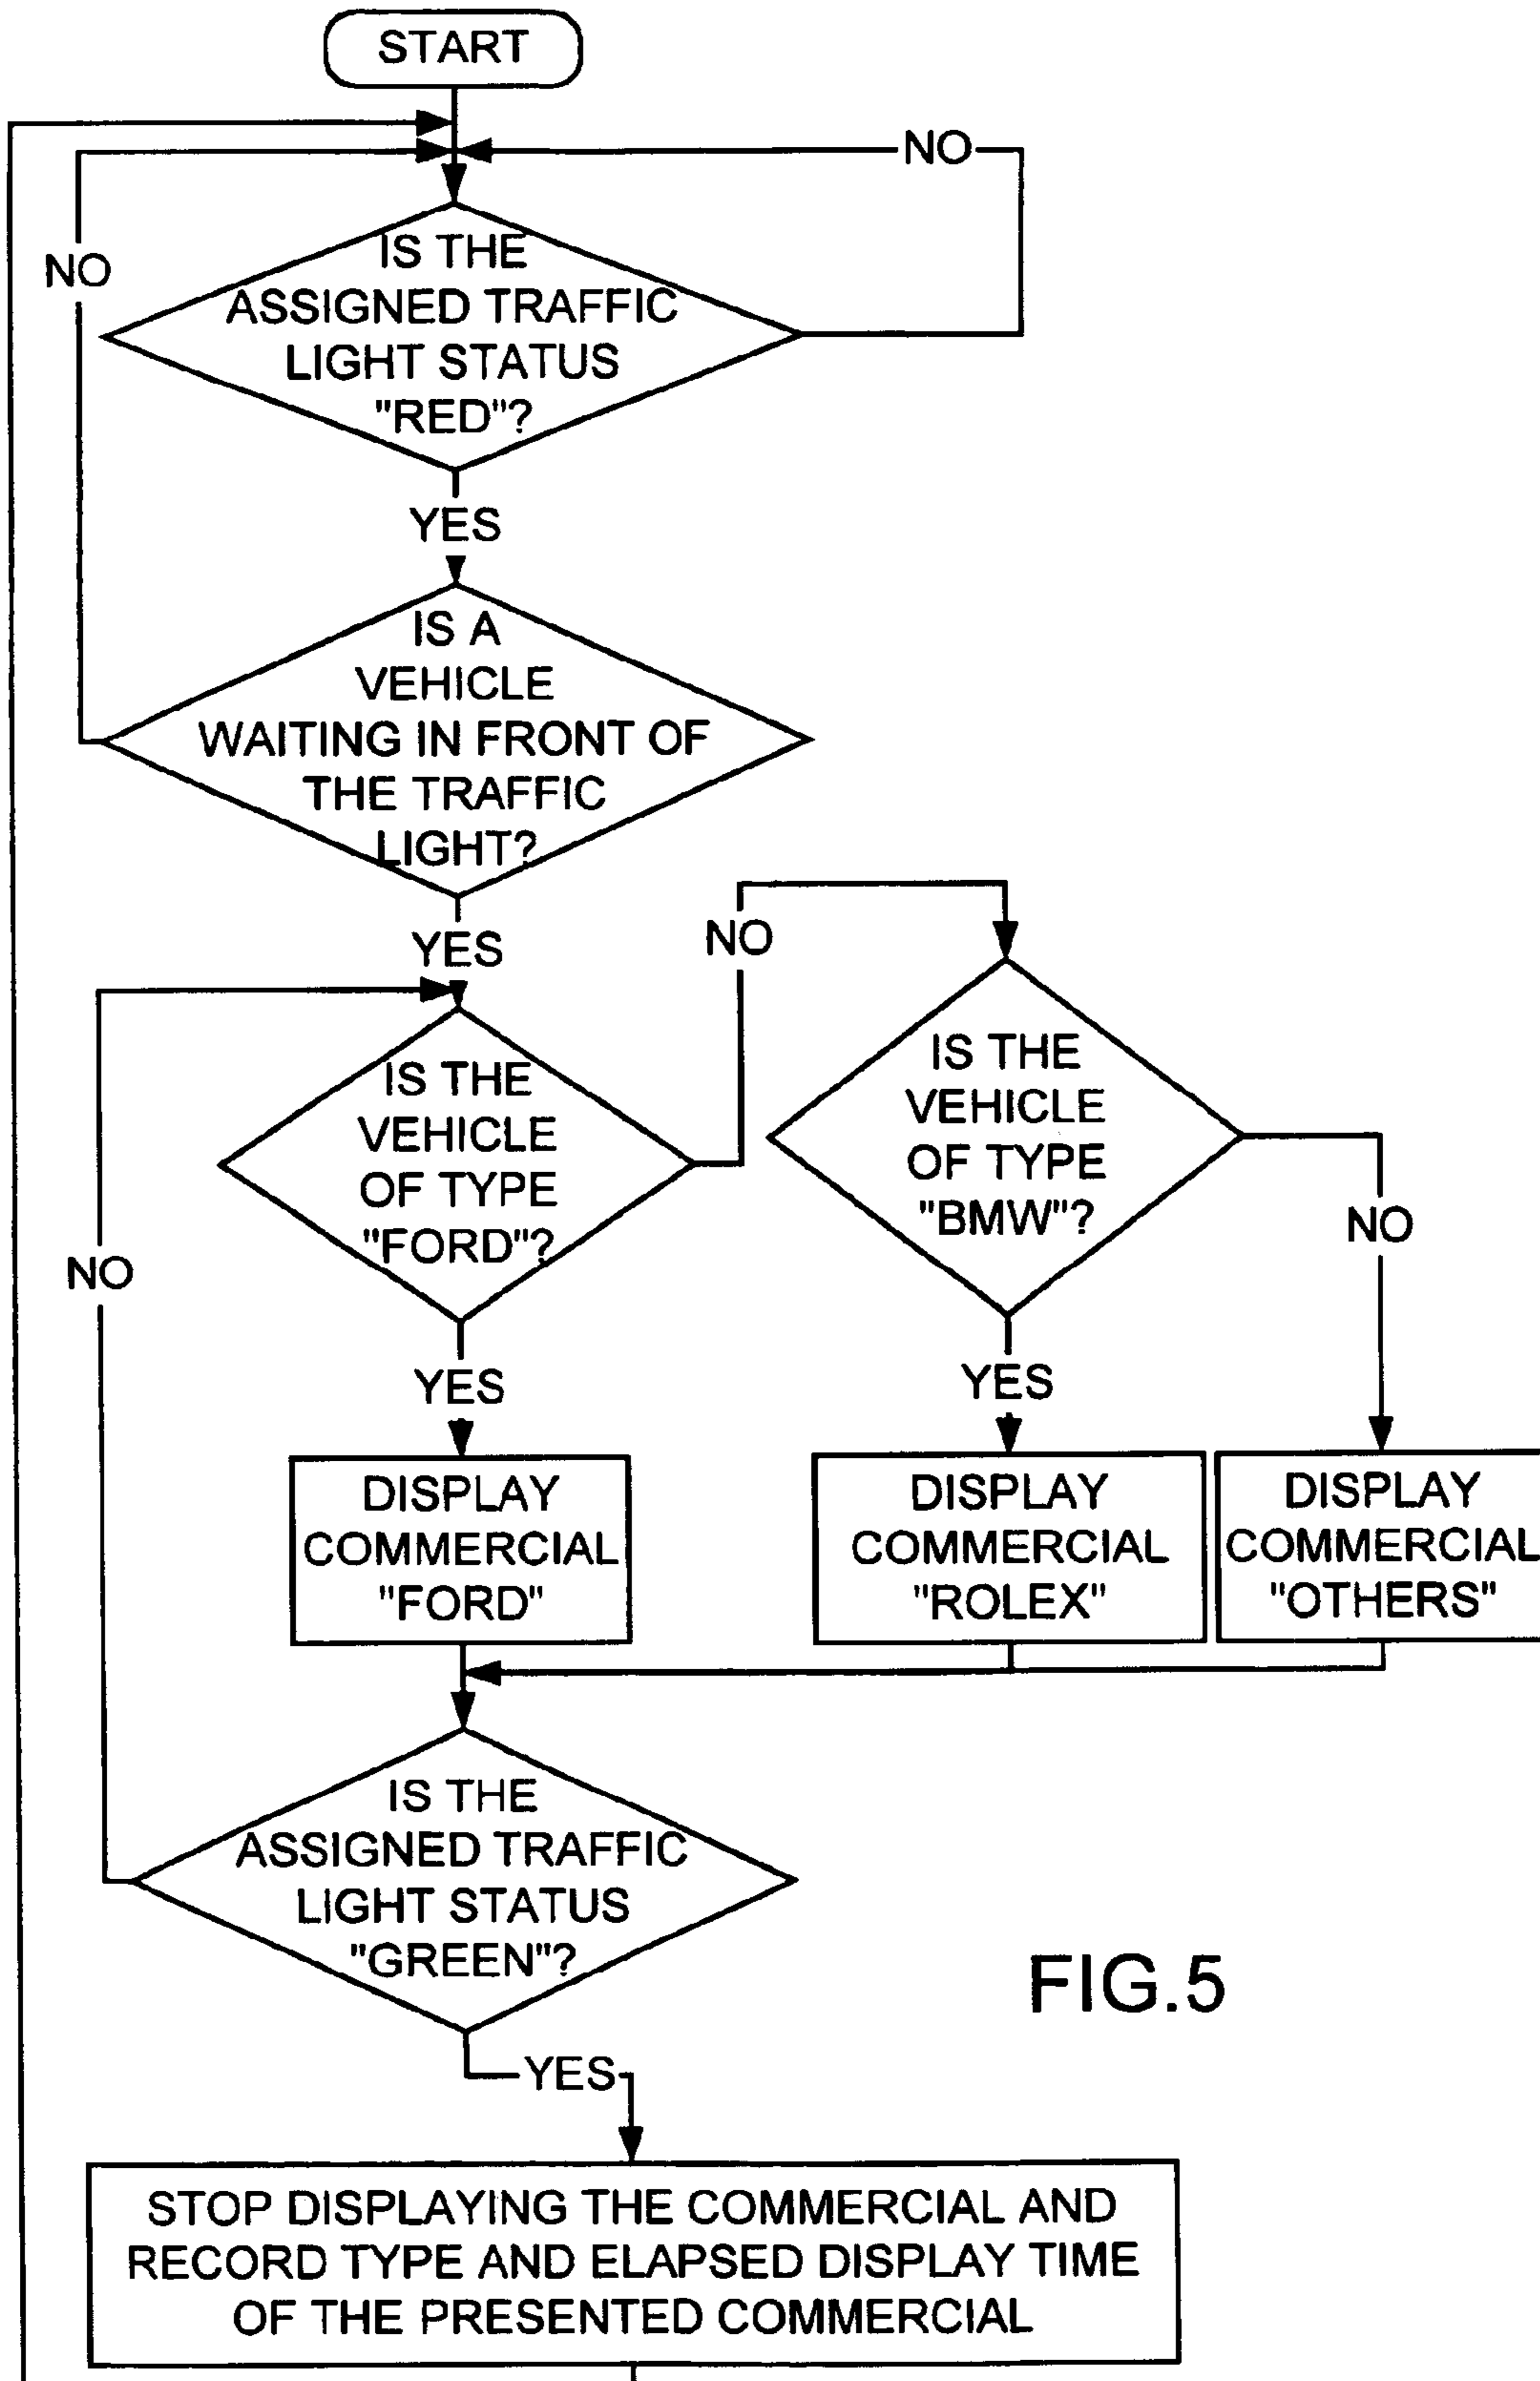 START
NO
NO
IS THE
ASSIGNED TRAFFIC
LIGHT STATUS
"RED"?
YES
IS A
VEHICLE
WAITING IN FRONT OF
THE TRAFFIC
LIGHT?
YES
NO
IS THE
VEHICLE
OF TYPE
"FORD"?
IS THE
VEHICLE
OF TYPE
"BMW"?
NO
NO
YES
YES
DISPLAY
COMMERCIAL
"FORD"
DISPLAY
COMMERCIAL
"ROLEX"
DISPLAY
COMMERCIAL
"OTHERS"
IS THE
ASSIGNED TRAFFIC
LIGHT STATUS
"GREEN"?
FIG.5
YES
STOP DISPLAYING THE COMMERCIAL AND
RECORD TYPE AND ELAPSED DISPLAY TIME
OF THE PRESENTED COMMERCIAL